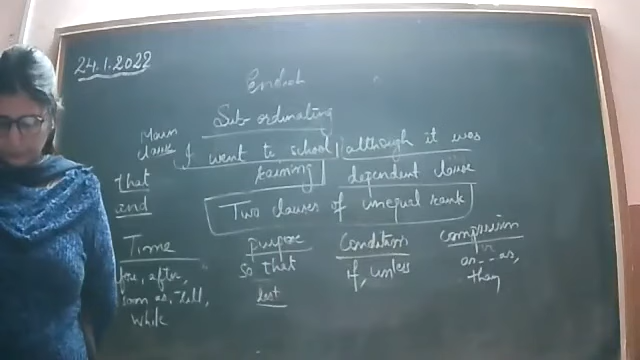 24.1.2022
English
Sub-ordinating
Main clause
I went to school although it was
raining dependent clause
that
and
Two clauses of unequal rank
Time purpose Conditions Comparison
after, so that if, unless as--as,
soon as, Till, lest than
while